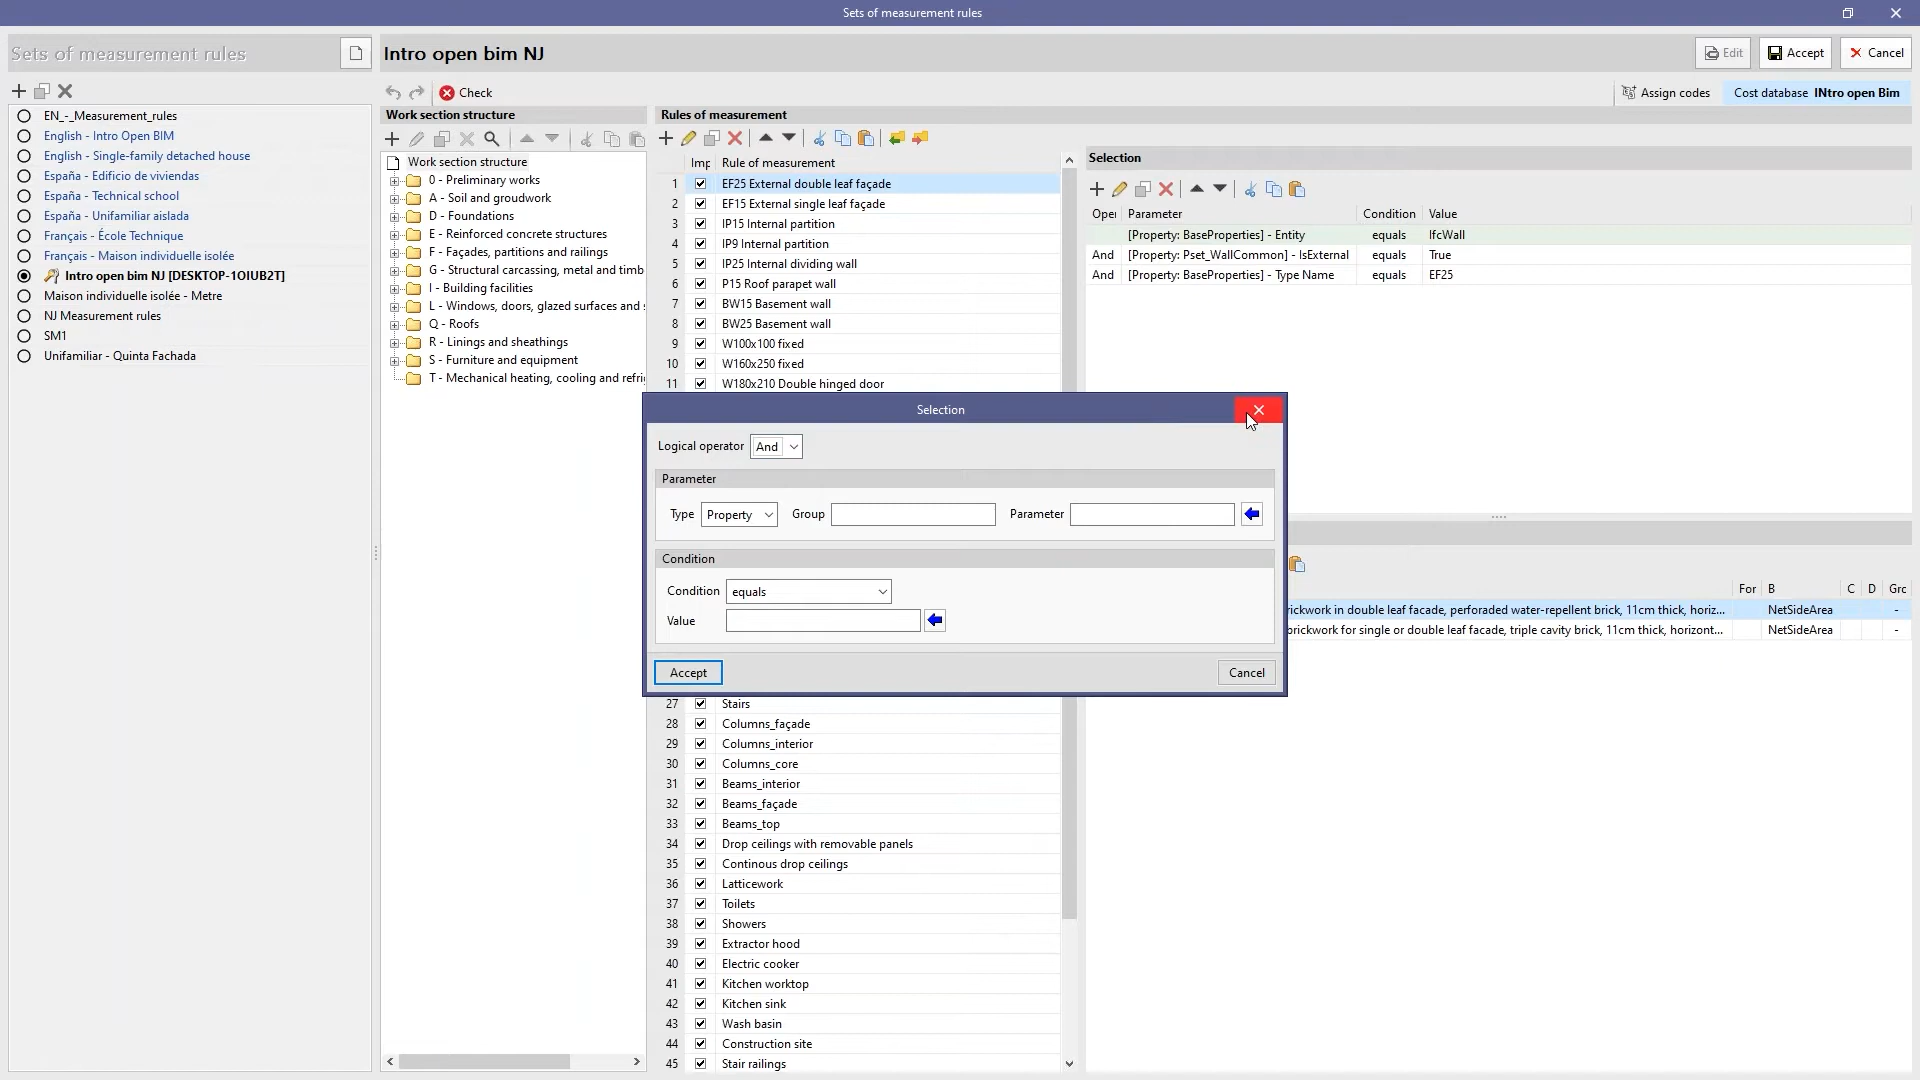 Sets of measurement rules
Sets of measurement rules
Intro open bim NJ
Edit
Accept
Cancel
Check
Assign codes
Cost database INtro open Bim
EN_-_Measurement_rules
English - Intro Open BIM
English - Single-family detached house
España - Edificio de viviendas
España - Technical school
España - Unifamiliar aislada
Français - École Technique
Français - Maison individuelle isolée
Intro open bim NJ [DESKTOP-1OIUB2T]
Maison individuelle isolée - Metre
NJ Measurement rules
SM1
Unifamiliar - Quinta Fachada
Work section structure
Work section structure
0 - Preliminary works
A - Soil and groudwork
D - Foundations
E - Reinforced concrete structures
F - Façades, partitions and railings
G - Structural carcassing, metal and timb
I - Building facilities
L - Windows, doors, glazed surfaces and s
Q - Roofs
R - Linings and sheathings
S - Furniture and equipment
T - Mechanical heating, cooling and refri
Rules of measurement
Imp Rule of measurement
1 EF25 External double leaf façade
2 EF15 External single leaf façade
3 IP15 Internal partition
4 IP9 Internal partition
5 IP25 Internal dividing wall
6 P15 Roof parapet wall
7 BW15 Basement wall
8 BW25 Basement wall
9 W100x100 fixed
10 W160x250 fixed
11 W180x210 Double hinged door
27 Stairs
28 Columns_façade
29 Columns_interior
30 Columns_core
31 Beams_interior
32 Beams_façade
33 Beams_top
34 Drop ceilings with removable panels
35 Continous drop ceilings
36 Latticework
37 Toilets
38 Showers
39 Extractor hood
40 Electric cooker
41 Kitchen worktop
42 Kitchen sink
43 Wash basin
44 Construction site
45 Stair railings
Selection
Oper Parameter Condition Value
[Property: BaseProperties] - Entity equals IfcWall
And [Property: Pset_WallCommon] - IsExternal equals True
And [Property: BaseProperties] - Type Name equals EF25
Selection
Logical operator And
Parameter
Type Property Group Parameter
Condition
Condition equals
Value
Accept
Cancel
For B C D Grc
rickwork in double leaf facade, perforaded water-repellent brick, 11cm thick, horiz... NetSideArea -
brickwork for single or double leaf facade, triple cavity brick, 11cm thick, horizont... NetSideArea -